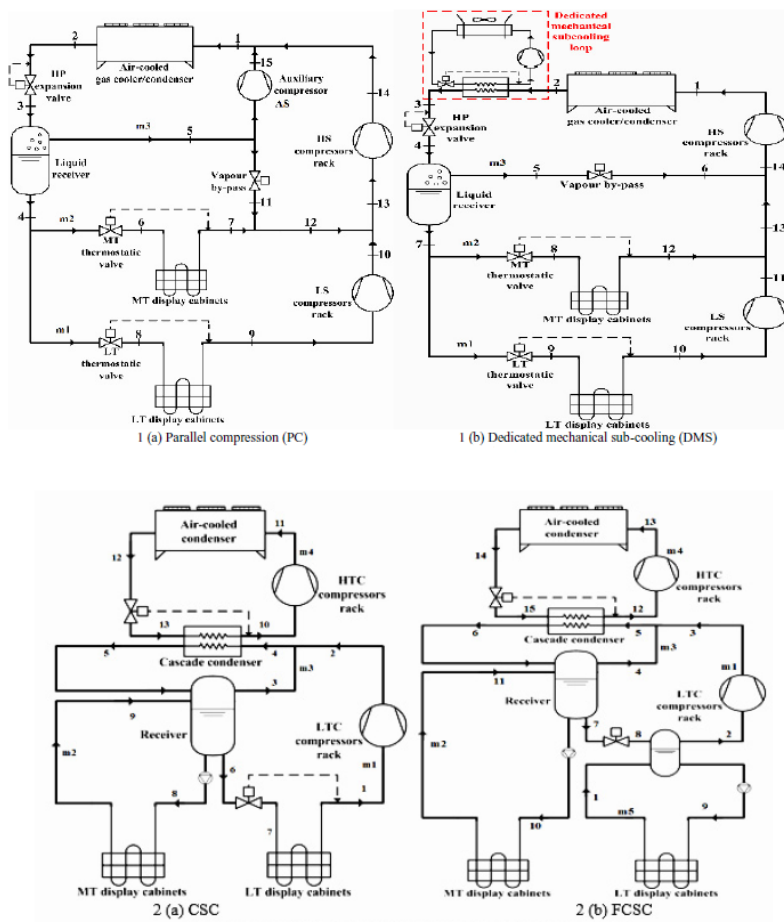 2
Air-cooled
gas cooler/condenser
1
15
HP
expansion
valve
Auxiliary
compressor
AS
14
3
m3
5
HS
compressors
rack
Liquid
receiver
Vapour
by-pass
4
11
13
m2
6
7
12
MT
thermostatic
valve
10
MT display cabinets
LS
compressors
rack
m1
8
9
LT
thermostatic
valve
LT display cabinets
1 (a) Parallel compression (PC)
Dedicated
mechanical
subcooling
loop
2
1
Air-cooled
gas cooler/condenser
3
HP
expansion
valve
4
HS
compressors
rack
m3
5
6
14
Vapour by-pass
Liquid
receiver
13
7
m2
8
12
MT
thermostatic
valve
11
MT display cabinets
LS
compressors
rack
m1
9
10
LT
thermostatic
valve
LT display cabinets
1 (b) Dedicated mechanical sub-cooling (DMS)
Air-cooled
condenser
11
12
m4
HTC
compressors
rack
13
10
5
4
2
Cascade condenser
m3
3
9
Receiver
LTC
compressors
rack
m2
m1
6
8
1
7
MT display cabinets
LT display cabinets
2 (a) CSC
Air-cooled
condenser
13
14
m4
HTC
compressors
rack
15
12
6
5
3
Cascade condenser
m3
4
11
m1
Receiver
LTC
compressors
rack
7
8
2
m2
1
m5
9
10
MT display cabinets
LT display cabinets
2 (b) FCSC